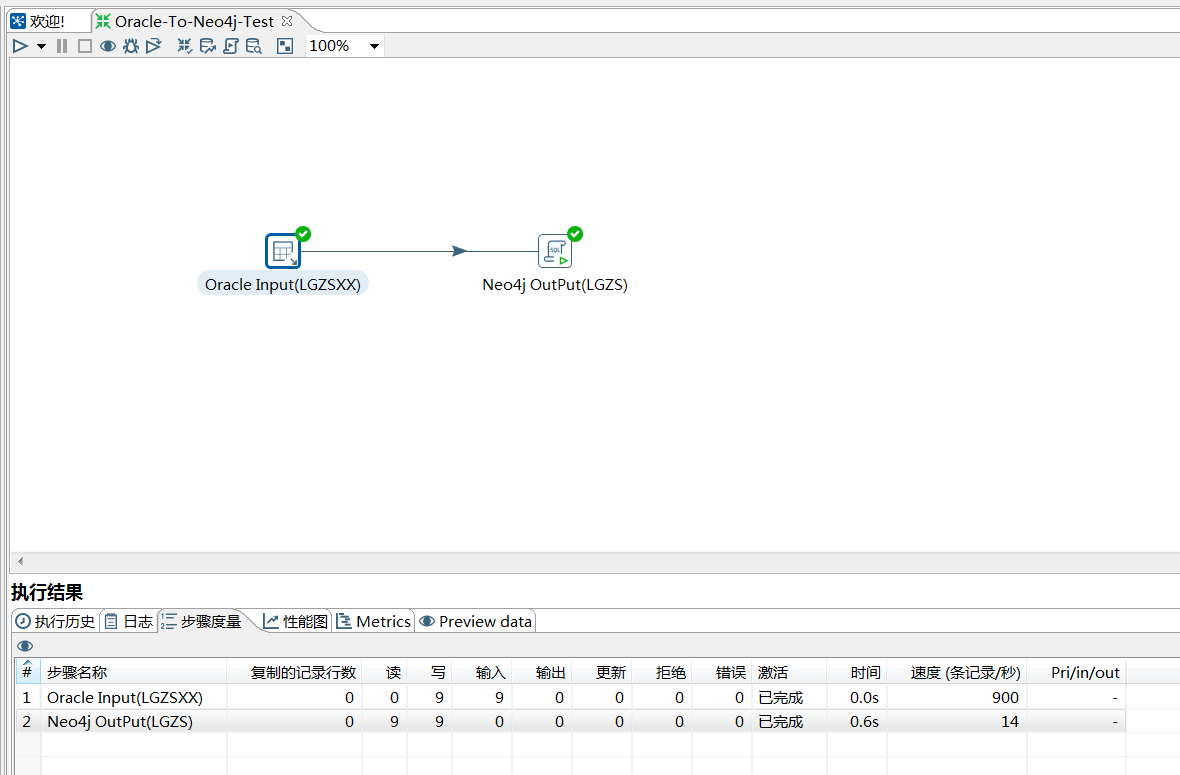 欢迎! Oracle-To-Neo4j-Test
100%
SQL
Oracle Input(LGZSXX) Neo4j OutPut(LGZS)
执行结果
执行历史 日志 步骤度量 性能图 Metrics Preview data
# 步骤名称 复制的记录行数 读 写 输入 输出 更新 拒绝 错误 激活 时间 速度 (条记录/秒) Pri/in/out
1 Oracle Input(LGZSXX) 0 0 9 9 0 0 0 0 已完成 0.0s 900 -
2 Neo4j OutPut(LGZS) 0 9 9 0 0 0 0 0 已完成 0.6s 14 -